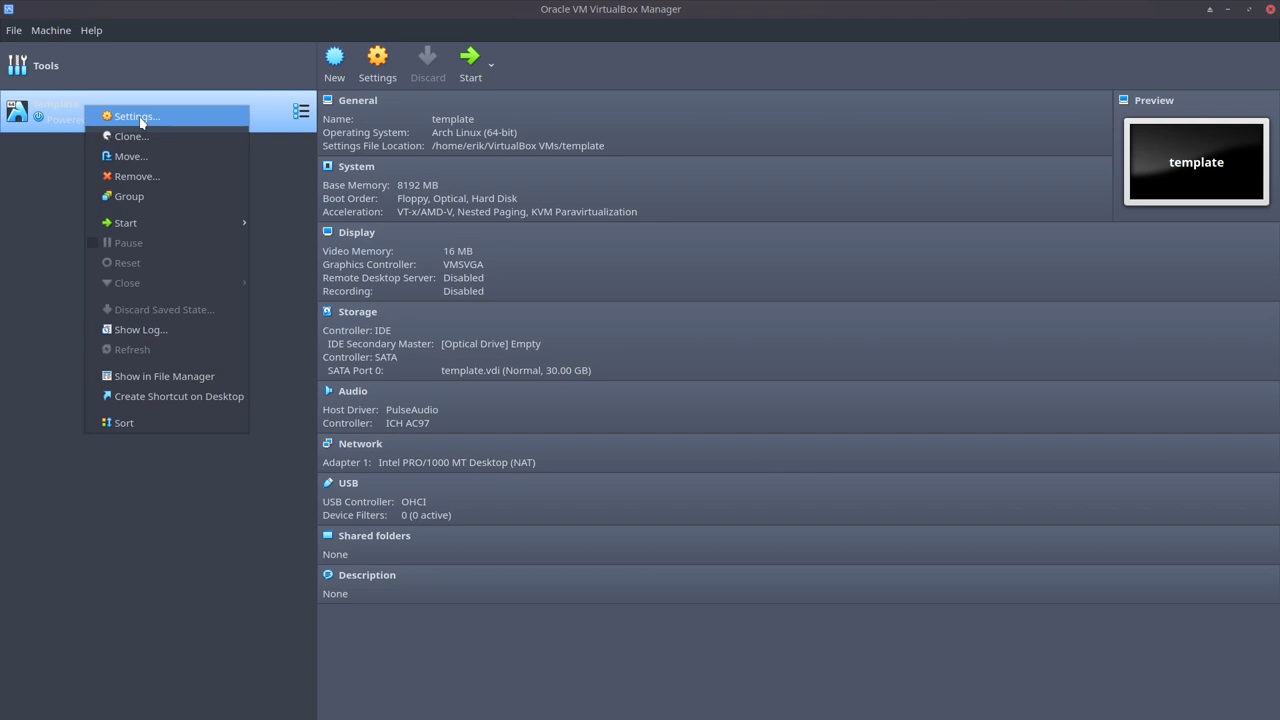 Oracle VM VirtualBox Manager
File Machine Help
Tools
New Settings Discard Start
template
Powere
64
Settings...
Clone...
Move...
Remove...
Group
Start
Pause
Reset
Close
Discard Saved State...
Show Log...
Refresh
Show in File Manager
Create Shortcut on Desktop
Sort
General
Name: template
Operating System: Arch Linux (64-bit)
Settings File Location: /home/erik/VirtualBox VMs/template
System
Base Memory: 8192 MB
Boot Order: Floppy, Optical, Hard Disk
Acceleration: VT-x/AMD-V, Nested Paging, KVM Paravirtualization
Display
Video Memory: 16 MB
Graphics Controller: VMSVGA
Remote Desktop Server: Disabled
Recording: Disabled
Storage
Controller: IDE
IDE Secondary Master: [Optical Drive] Empty
Controller: SATA
SATA Port 0: template.vdi (Normal, 30.00 GB)
Audio
Host Driver: PulseAudio
Controller: ICH AC97
Network
Adapter 1: Intel PRO/1000 MT Desktop (NAT)
USB
USB Controller: OHCI
Device Filters: 0 (0 active)
Shared folders
None
Description
None
Preview
template